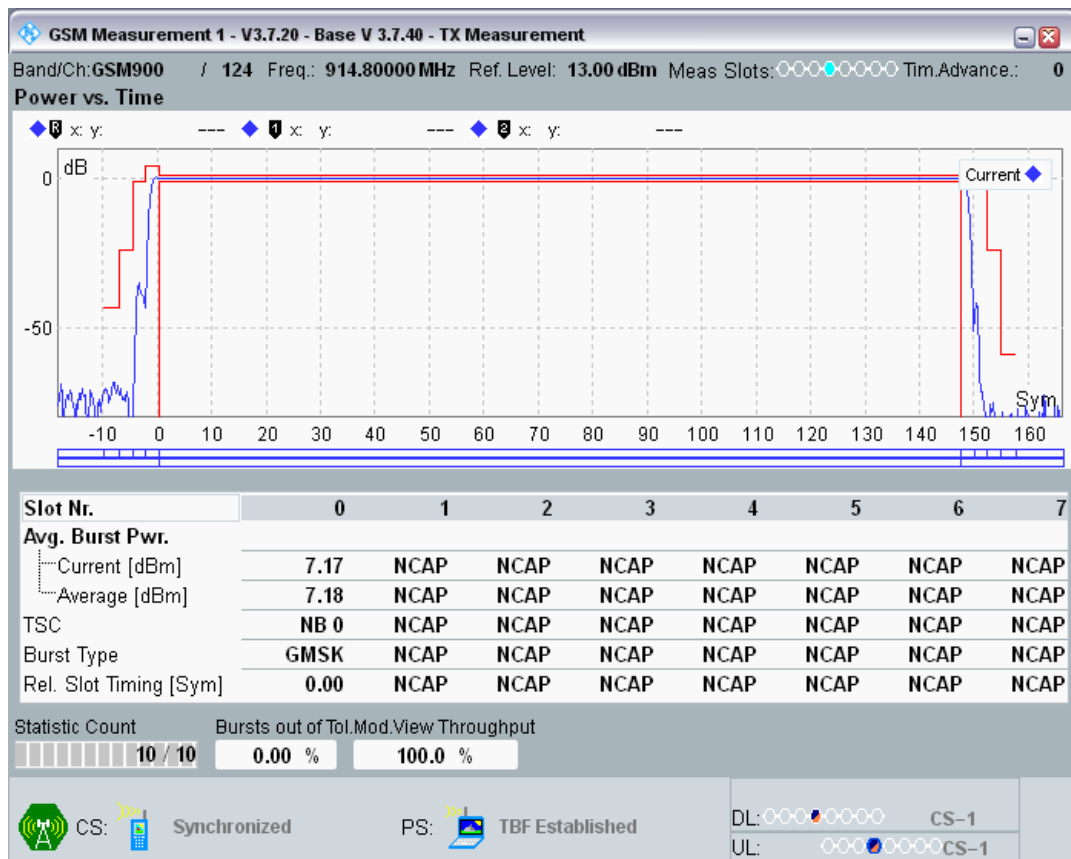 GSM Measurement 1 - V3.7.20 - Base V 3.7.40 - TX Measurement
Band/Ch:GSM900 / 124 Freq.: 914.80000 MHz Ref. Level: 13.00 dBm Meas Slots: Tim.Advance.: 0
Power vs. Time
R x: y: --- 1 x: y: --- 2 x: y: ---
dB
Current
0
-50
Sym
-10 0 10 20 30 40 50 60 70 80 90 100 110 120 130 140 150 160
Slot Nr. 0 1 2 3 4 5 6 7
Avg. Burst Pwr.
Current [dBm] 7.17 NCAP NCAP NCAP NCAP NCAP NCAP NCAP
Average [dBm] 7.18 NCAP NCAP NCAP NCAP NCAP NCAP NCAP
TSC NB 0 NCAP NCAP NCAP NCAP NCAP NCAP NCAP
Burst Type GMSK NCAP NCAP NCAP NCAP NCAP NCAP NCAP
Rel. Slot Timing [Sym] 0.00 NCAP NCAP NCAP NCAP NCAP NCAP NCAP
Statistic Count Bursts out of Tol.Mod.View Throughput
10 / 10 0.00 % 100.0 %
CS: Synchronized PS: TBF Established DL: CS-1
UL: CS-1